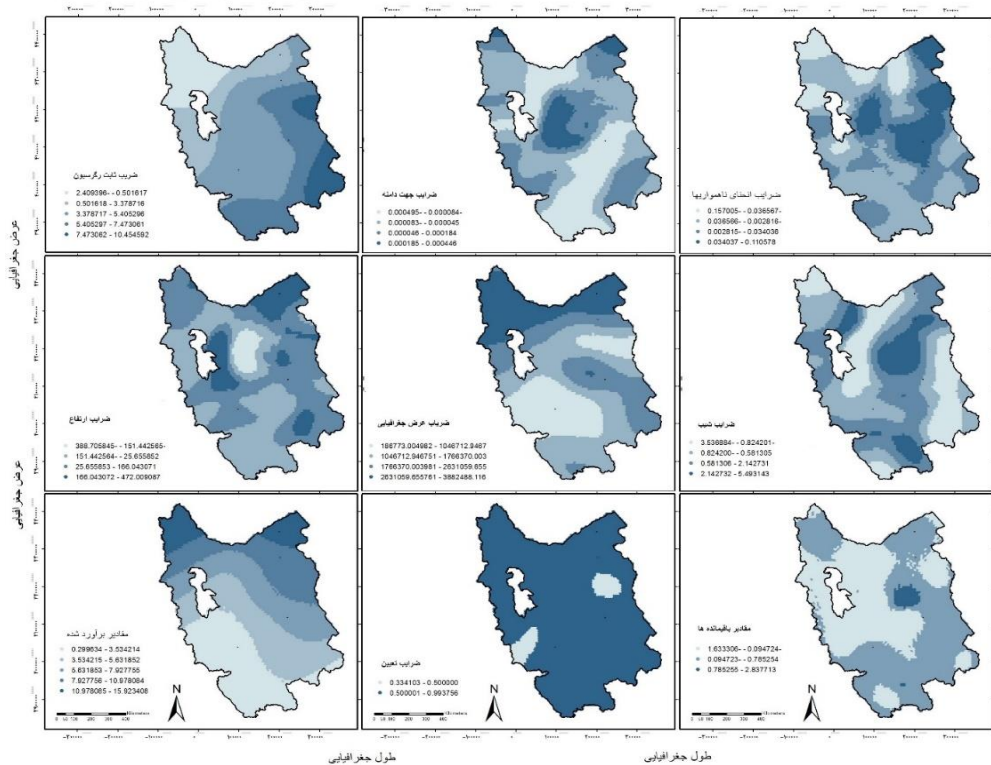 ضریب ثابت رگرسیون
2.409396- - 0.501617
0.501618 - 3.378716
3.378717 - 5.405296
5.405297 - 7.473061
7.473062 - 10.454592
ضرایب جهت دامنه
0.000495- - 0.000084-
0.000083- - 0.000045
0.000046 - 0.000184
0.000185 - 0.000446
ضرایب انحنای ناهمواریها
0.157005- - 0.036567-
0.036566- - 0.002816-
0.002815- - 0.034036
0.034037 - 0.110578
عرض جغرافیایی
ضرایب ارتفاع
388.705845- - 151.442565-
151.442564- - 25.655852
25.655853 - 166.043071
166.043072 - 472.009087
ضریاب عرض جغرافیایی
186773.004982 - 1046712.9467
1046712.946751 - 1766370.003
1766370.003981 - 2631059.655
2631059.655761 - 3882488.116
ضرایب شیب
3.536884- - 0.824201-
0.824200- - 0.581305
0.581306 - 2.142731
2.142732 - 5.493143
عرض جغرافیایی
مقادیر برآورد شده
0.299634 - 3.534214
3.534215 - 5.631852
5.631853 - 7.927755
7.927756 - 10.978084
10.978085 - 15.923408
N
ضرایب تعیین
0.334103 - 0.500000
0.500001 - 0.993756
N
مقادیر باقیمانده ها
1.633306- - 0.094724-
0.094723- - 0.785254
0.785255 - 2.837713
N
طول جغرافیایی
طول جغرافیایی